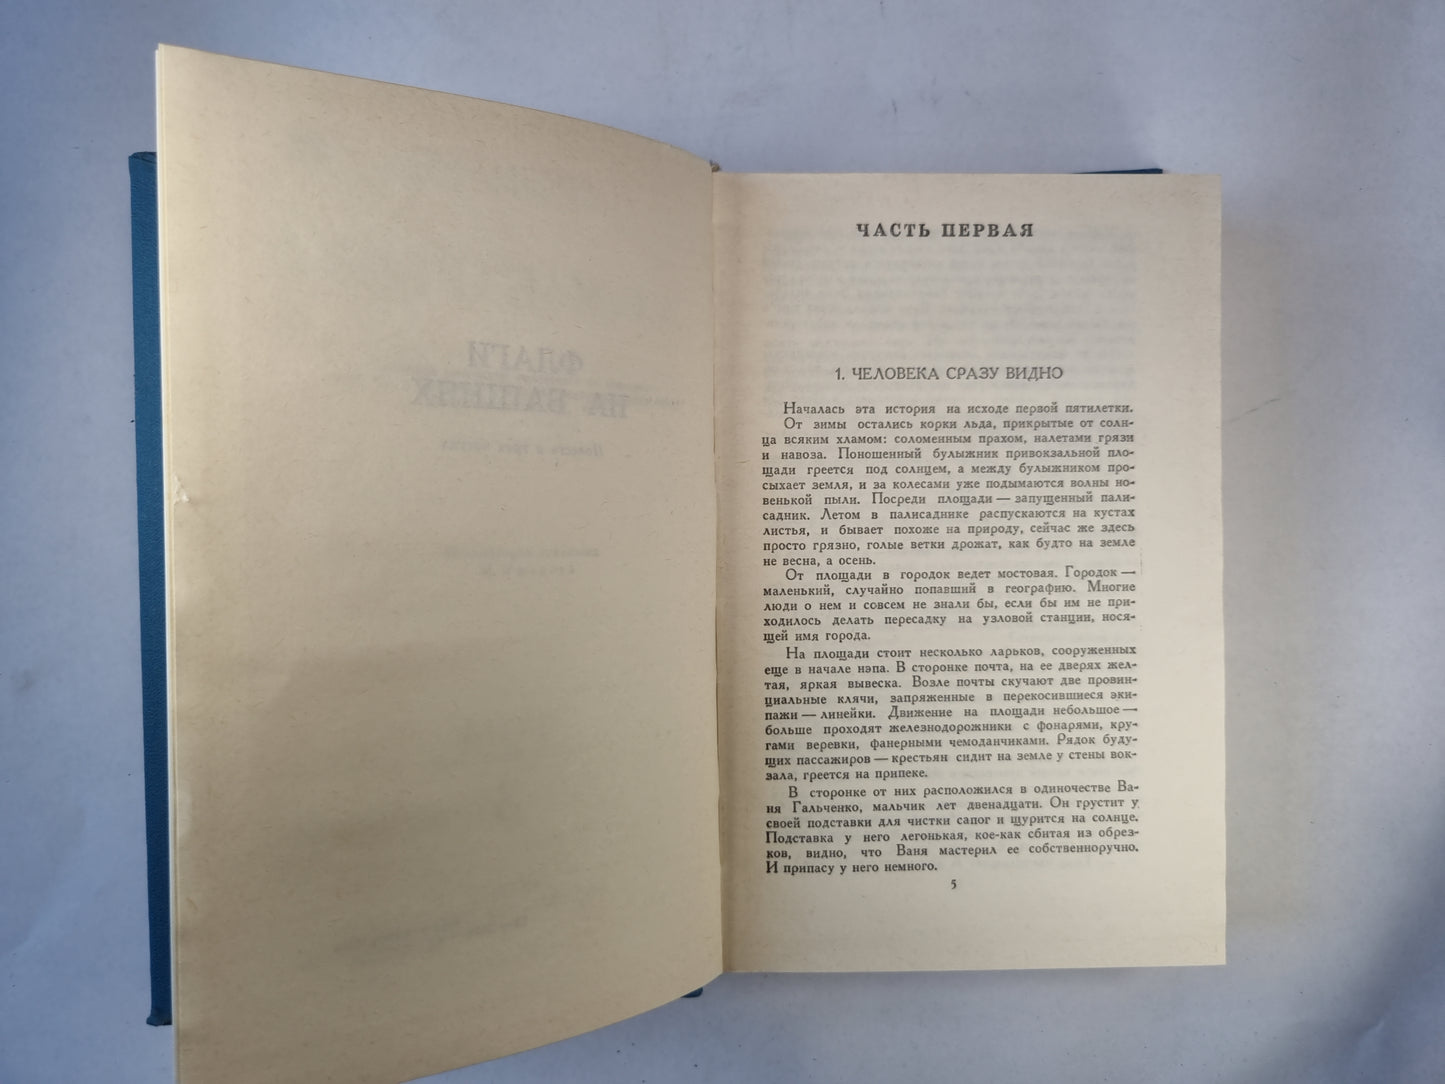 ЧАСТЬ ПЕРВАЯ
1. ЧЕЛОВЕКА СРАЗУ ВИДНО
Началась эта история на исходе первой пятилетки.
От зимы остались корки льда, прикрытые от солн-
ца всяким хламом: соломенным прахом, налетами грязи
и навоза. Поношенный булыжник привокзальной пло-
щади греется под солнцем, а между булыжником про-
сыхает земля, и за колесами уже подымаются волны но-
венькой пыли. Посреди площади — запущенный пали-
садник. Летом в палисаднике распускаются на кустах
листья, и бывает похоже на природу, сейчас же здесь
просто грязно, голые ветки дрожат, как будто на земле
не весна, а осень.
От площади в городок ведет мостовая. Городок —
маленький, случайно попавший в географию. Многие
люди о нем и совсем не знали бы, если бы им не при-
ходилось делать пересадку на узловой станции, нося-
щей имя города.
На площади стоит несколько ларьков, сооруженных
еще в начале нэпа. В сторонке почта, на ее дверях жел-
тая, яркая вывеска. Возле почты скучают две провин-
циальные клячи, запряженные в перекосившиеся эки-
пажи — линейки. Движение на площади небольшое —
больше проходят железнодорожники с фонарями, кру-
гами веревки, фанерными чемоданчиками. Рядок буду-
щих пассажиров — крестьян сидит на земле у стены вок-
зала, греется на припеке.
В сторонке от них расположился в одиночестве Ва-
ня Гальченко, мальчик лет двенадцати. Он грустит у
своей подставки для чистки сапог и щурится на солнце.
Подставка у него легонькая, кое-как сбитая из обрез-
ков, видно, что Ваня мастерил ее собственноручно.
И припасу у него немного.
5
ФЛАГИ
НА БАШНЯХ
Повесть в трех частях